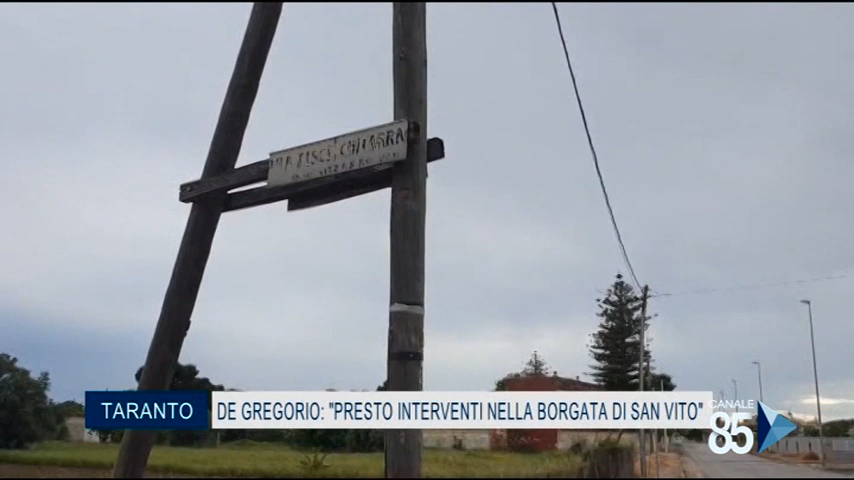 TARANTO
DE GREGORIO: "PRESTO INTERVENTI NELLA BORGATA DI SAN VITO"
CANALE
85